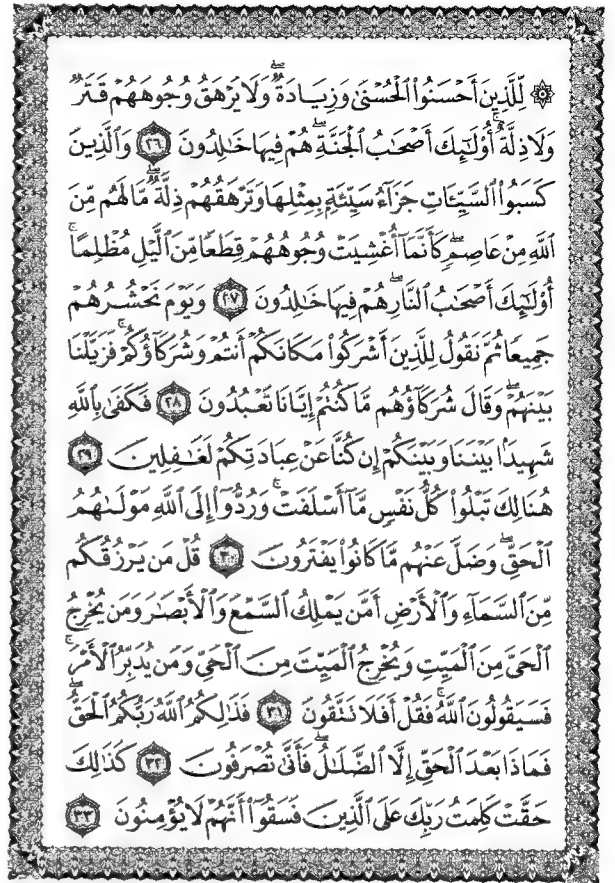 ۞ لِّلَّذِينَ أَحْسَنُوا۟ ٱلْحُسْنَىٰ وَزِيَادَةٌ ۖ وَلَا يَرْهَقُ وُجُوهَهُمْ قَتَرٌ
وَلَا ذِلَّةٌ ۚ أُو۟لَٰٓئِكَ أَصْحَٰبُ ٱلْجَنَّةِ ۖ هُمْ فِيهَا خَٰلِدُونَ ٢٦ وَٱلَّذِينَ
كَسَبُوا۟ ٱلسَّيِّـَٔاتِ جَزَآءُ سَيِّئَةٍۭ بِمِثْلِهَا وَتَرْهَقُهُمْ ذِلَّةٌ ۖ مَّا لَهُم مِّنَ
ٱللَّهِ مِنْ عَاصِمٍ ۖ كَأَنَّمَآ أُغْشِيَتْ وُجُوهُهُمْ قِطَعًا مِّنَ ٱلَّيْلِ مُظْلِمًا ۚ
أُو۟لَٰٓئِكَ أَصْحَٰبُ ٱلنَّارِ ۖ هُمْ فِيهَا خَٰلِدُونَ ٢٧ وَيَوْمَ نَحْشُرُهُمْ
جَمِيعًا ثُمَّ نَقُولُ لِلَّذِينَ أَشْرَكُوا۟ مَكَانَكُمْ أَنتُمْ وَشُرَكَآؤُكُمْ ۚ فَزَيَّلْنَا
بَيْنَهُمْ ۖ وَقَالَ شُرَكَآؤُهُم مَّا كُنتُمْ إِيَّانَا تَعْبُدُونَ ٢٨ فَكَفَىٰ بِٱللَّهِ
شَهِيدًۢا بَيْنَنَا وَبَيْنَكُمْ إِن كُنَّا عَنْ عِبَادَتِكُمْ لَغَٰفِلِينَ ٢٩
هُنَالِكَ تَبْلُوا۟ كُلُّ نَفْسٍ مَّآ أَسْلَفَتْ ۚ وَرُدُّوٓا۟ إِلَى ٱللَّهِ مَوْلَىٰهُمُ
ٱلْحَقِّ ۖ وَضَلَّ عَنْهُم مَّا كَانُوا۟ يَفْتَرُونَ ٣٠ قُلْ مَن يَرْزُقُكُم
مِّنَ ٱلسَّمَآءِ وَٱلْأَرْضِ أَمَّن يَمْلِكُ ٱلسَّمْعَ وَٱلْأَبْصَٰرَ وَمَن يُخْرِجُ
ٱلْحَىَّ مِنَ ٱلْمَيِّتِ وَيُخْرِجُ ٱلْمَيِّتَ مِنَ ٱلْحَىِّ وَمَن يُدَبِّرُ ٱلْأَمْرَ ۚ
فَسَيَقُولُونَ ٱللَّهُ ۚ فَقُلْ أَفَلَا تَتَّقُونَ ٣١ فَذَٰلِكُمُ ٱللَّهُ رَبُّكُمُ ٱلْحَقُّ ۖ
فَمَاذَا بَعْدَ ٱلْحَقِّ إِلَّا ٱلضَّلَٰلُ ۖ فَأَنَّىٰ تُصْرَفُونَ ٣٢ كَذَٰلِكَ
حَقَّتْ كَلِمَتُ رَبِّكَ عَلَى ٱلَّذِينَ فَسَقُوٓا۟ أَنَّهُمْ لَا يُؤْمِنُونَ ٣٣